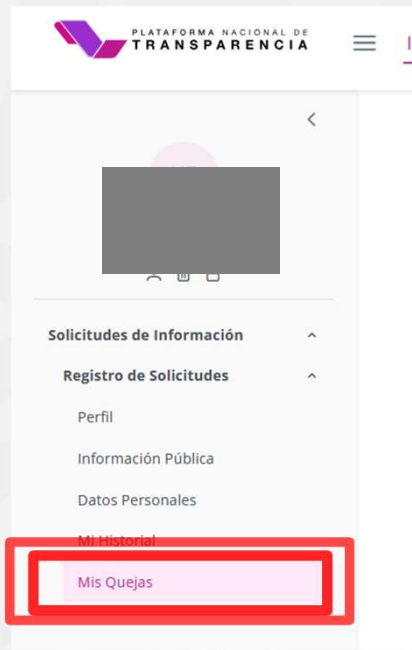 PLATAFORMA NACIONAL DE
TRANSPARENCIA
Solicitudes de Información
Registro de Solicitudes
Perfil
Información Pública
Datos Personales
Mi Historial
Mis Quejas